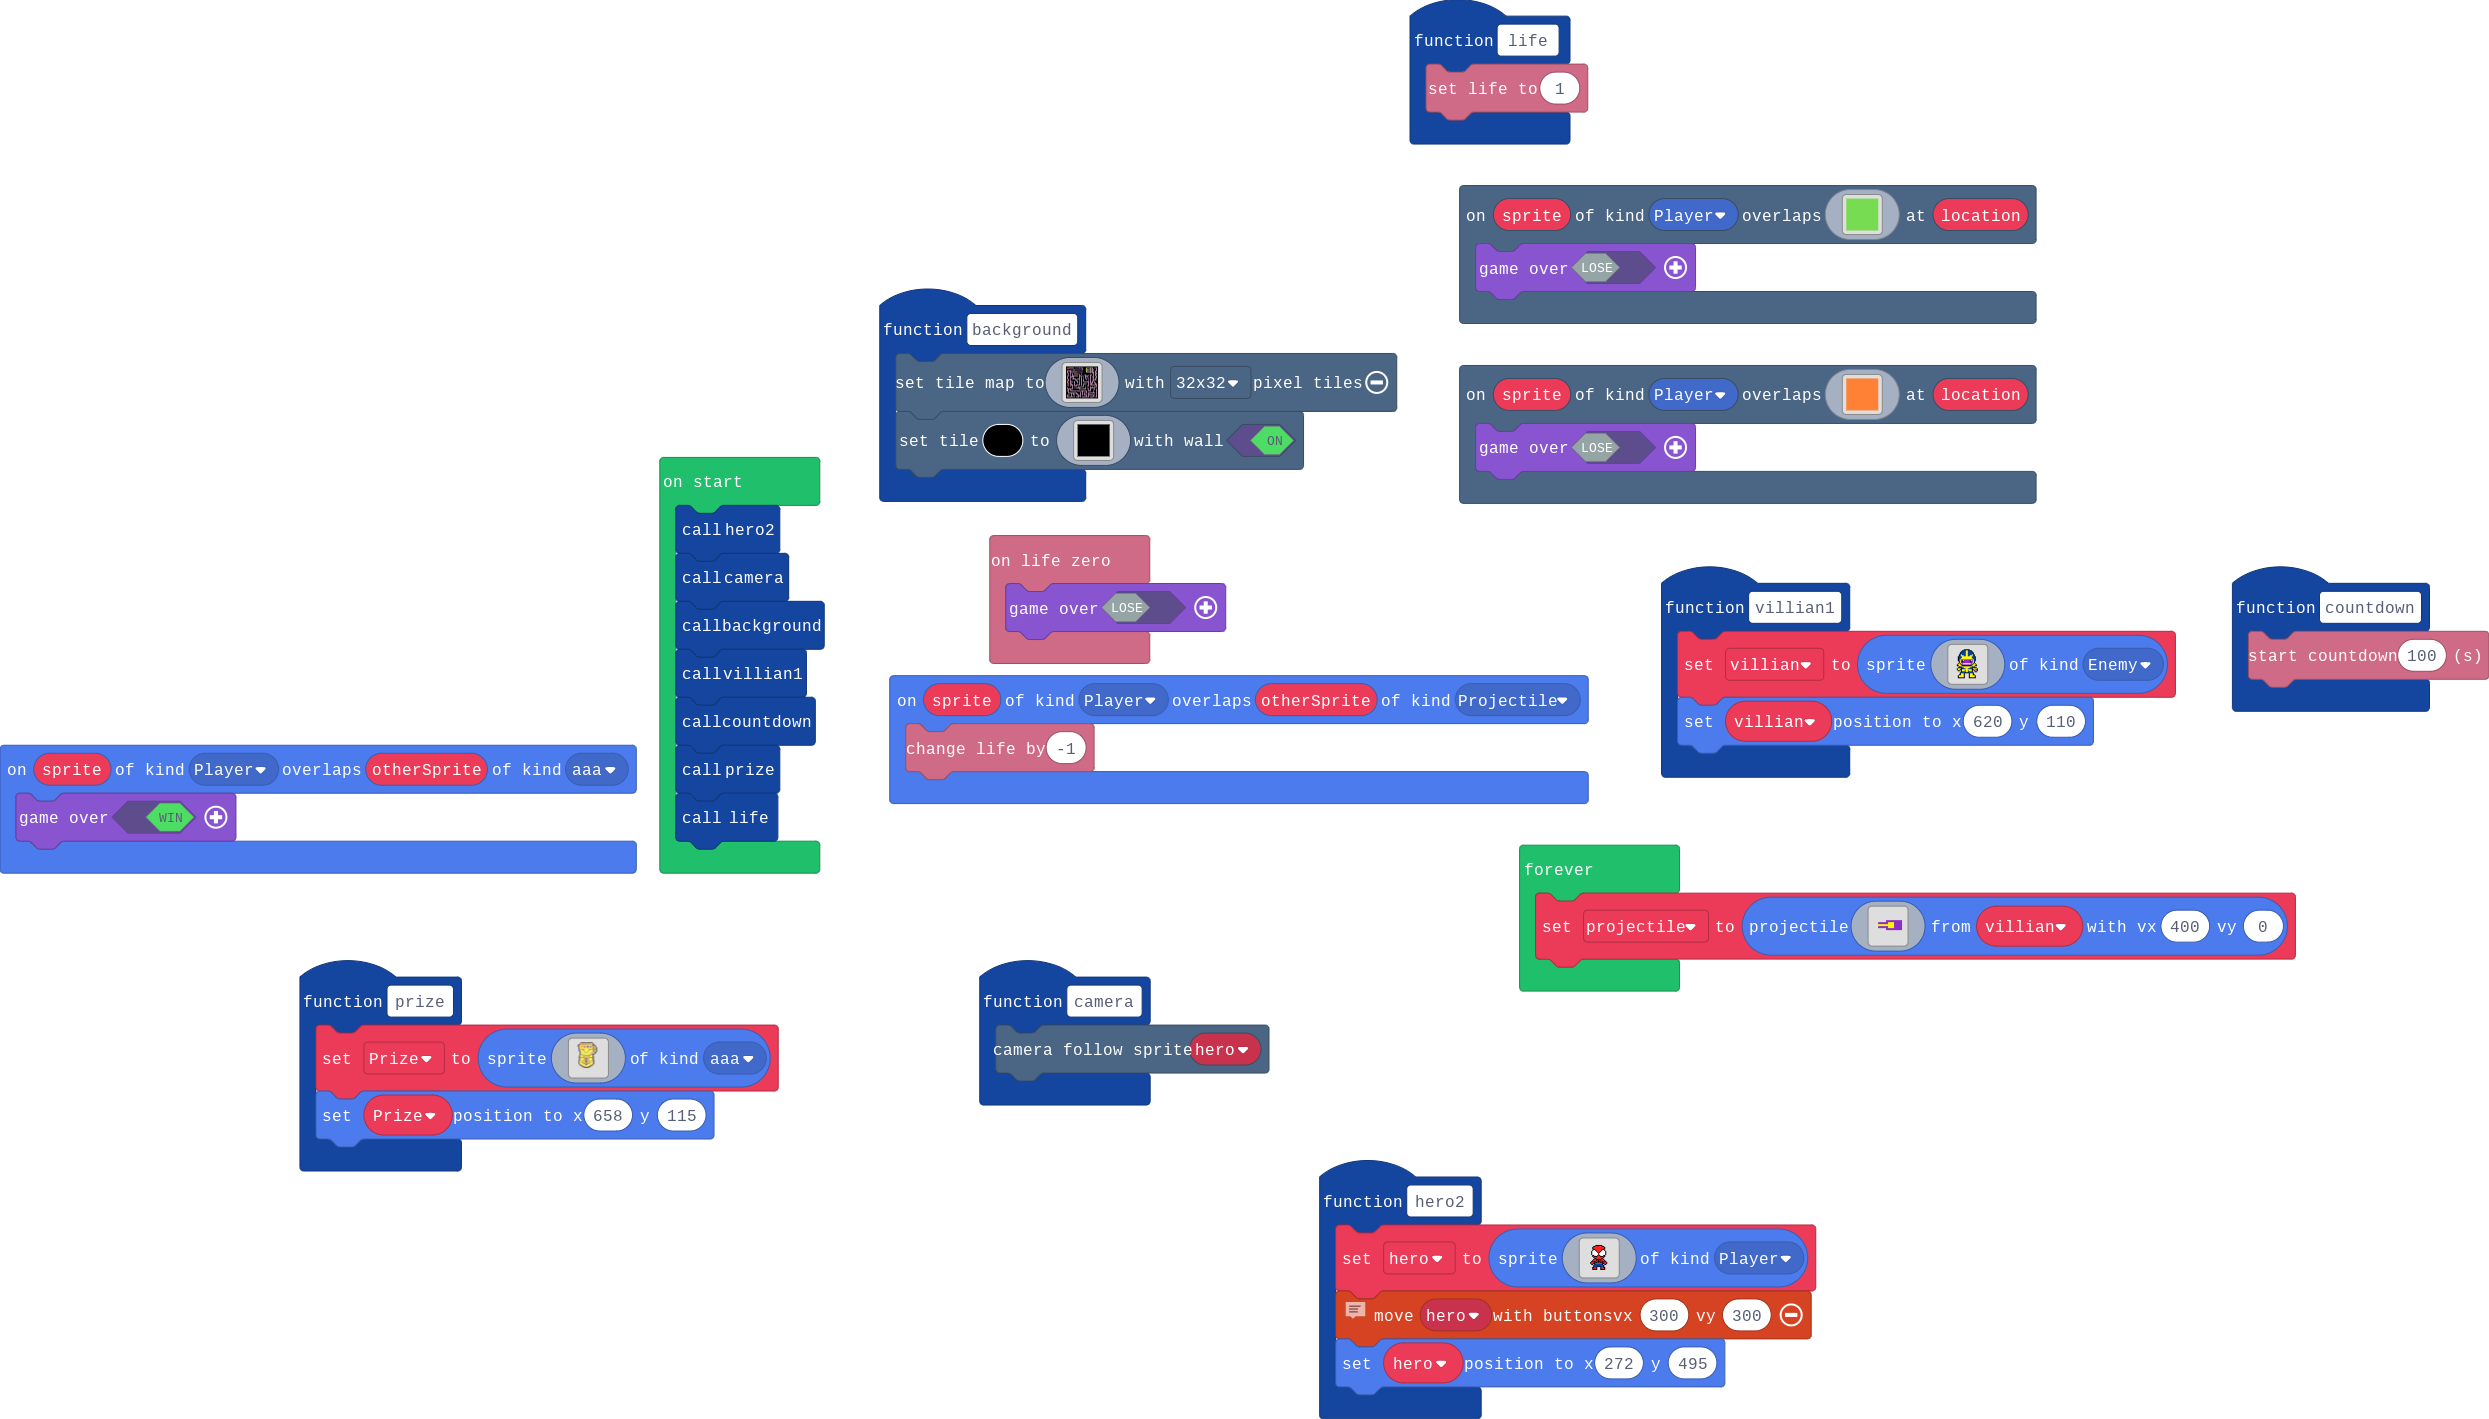 function life
set life to 1
on sprite of kind Player overlaps at location
game over LOSE
function background
set tile map to with 32x32 pixel tiles
set tile to with wall ON
on sprite of kind Player overlaps at location
game over LOSE
on start
call hero2
call camera
call background
call villian1
call countdown
call prize
call life
on life zero
game over LOSE
function villian1
set villian to sprite of kind Enemy
set villian position to x 620 y 110
function countdown
start countdown 100 (s)
on sprite of kind Player overlaps otherSprite of kind Projectile
change life by -1
on sprite of kind Player overlaps otherSprite of kind aaa
game over WIN
forever
set projectile to projectile from villian with vx 400 vy 0
function prize
set Prize to sprite of kind aaa
set Prize position to x 658 y 115
function camera
camera follow sprite hero
function hero2
set hero to sprite of kind Player
move hero with buttons vx 300 vy 300
set hero position to x 272 y 495